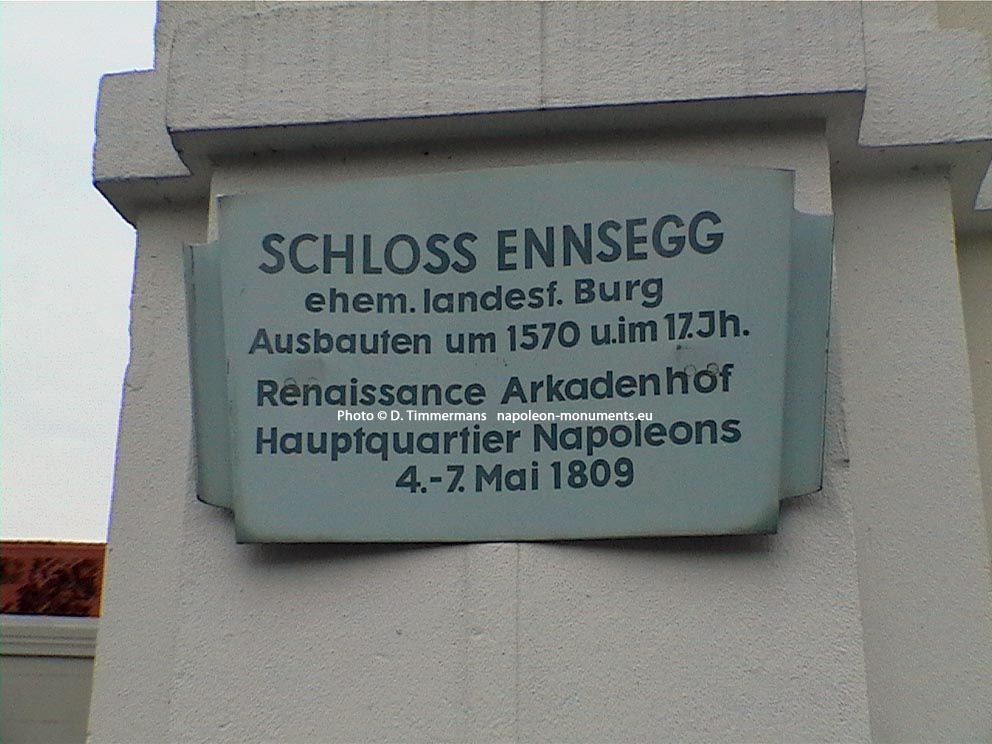 SCHLOSS ENNSEGG
ehem. landesf. Burg
Ausbauten um 1570 u.im 17.Jh.
Renaissance Arkadenhof
Photo © D. Timmermans napoleon-monuments.eu
Hauptquartier Napoleons
4.-7. Mai 1809